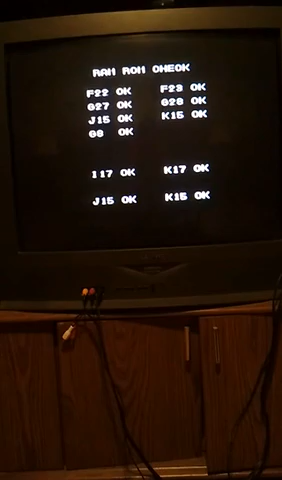 RAM ROM CHECK
F22 OK F23 OK
G27 OK G28 OK
J15 OK K15 OK
G8 OK
I17 OK K17 OK
J15 OK K15 OK